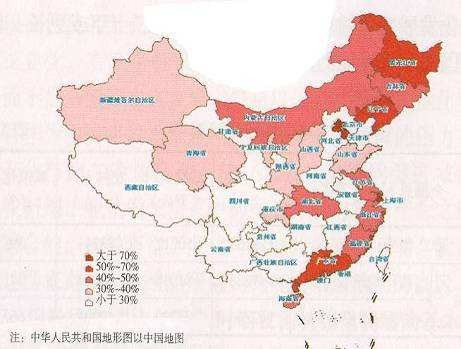 黑龙江省
吉林省
辽宁省
新疆维吾尔自治区
内蒙古自治区
北京市
甘肃省
天津市
河北省
宁夏回族自治区
山西省
山东省
青海省
陕西省
河南省
江苏省
西藏自治区
安徽省
上海市
四川省
湖北省
重庆市
浙江省
湖南省
江西省
贵州省
福建省
云南省
台湾省
广西壮族自治区
广东省
香港
澳门
海南省
大于70%
50%~70%
40%~50%
30%~40%
小于30%
注：中华人民共和国地形图以中国地图